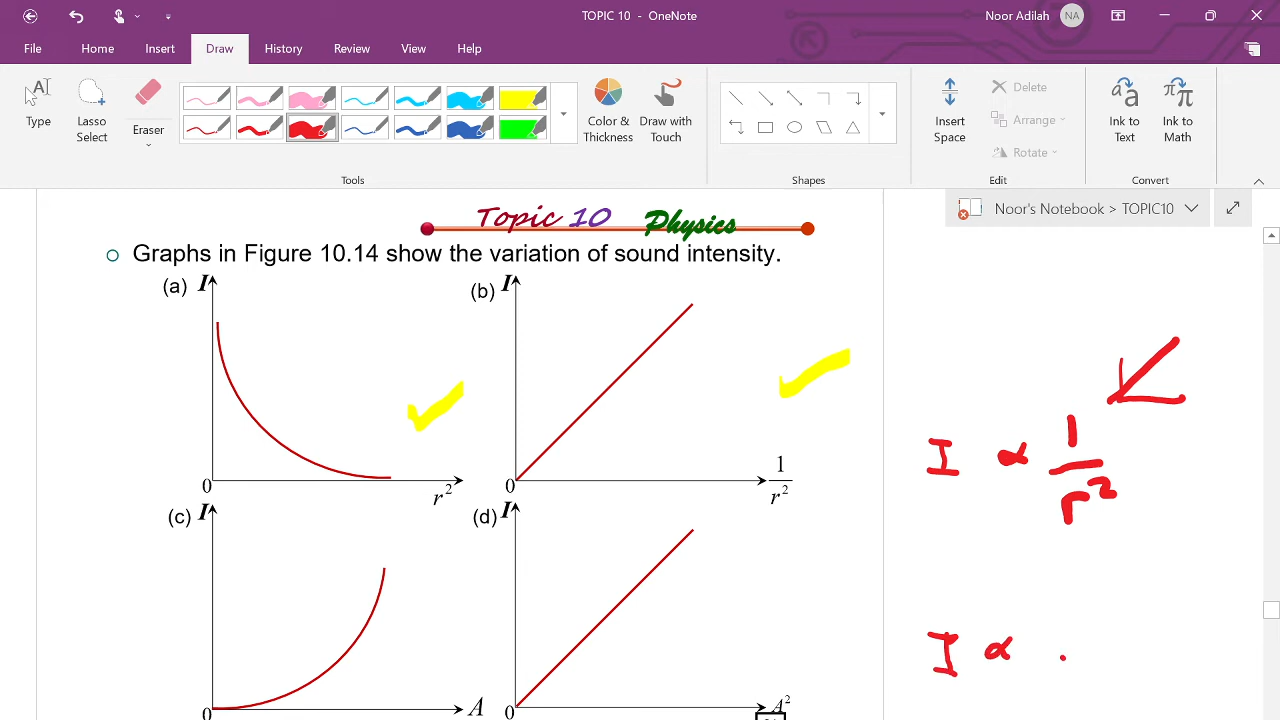 TOPIC 10 - OneNote
Noor Adilah NA
File Home Insert Draw History Review View Help
Type
Lasso Select
Eraser
Color & Thickness
Draw with Touch
Insert Space
Delete
Arrange
Rotate
Ink to Text
Ink to Math
Tools Shapes Edit Convert
Noor's Notebook > TOPIC10
Topic 10 Physics
Graphs in Figure 10.14 show the variation of sound intensity.
(a) I
0 r²
(b) I
0 1/r²
I ∝ 1/r²
(c) I
0 A
(d) I
0 A²
I ∝